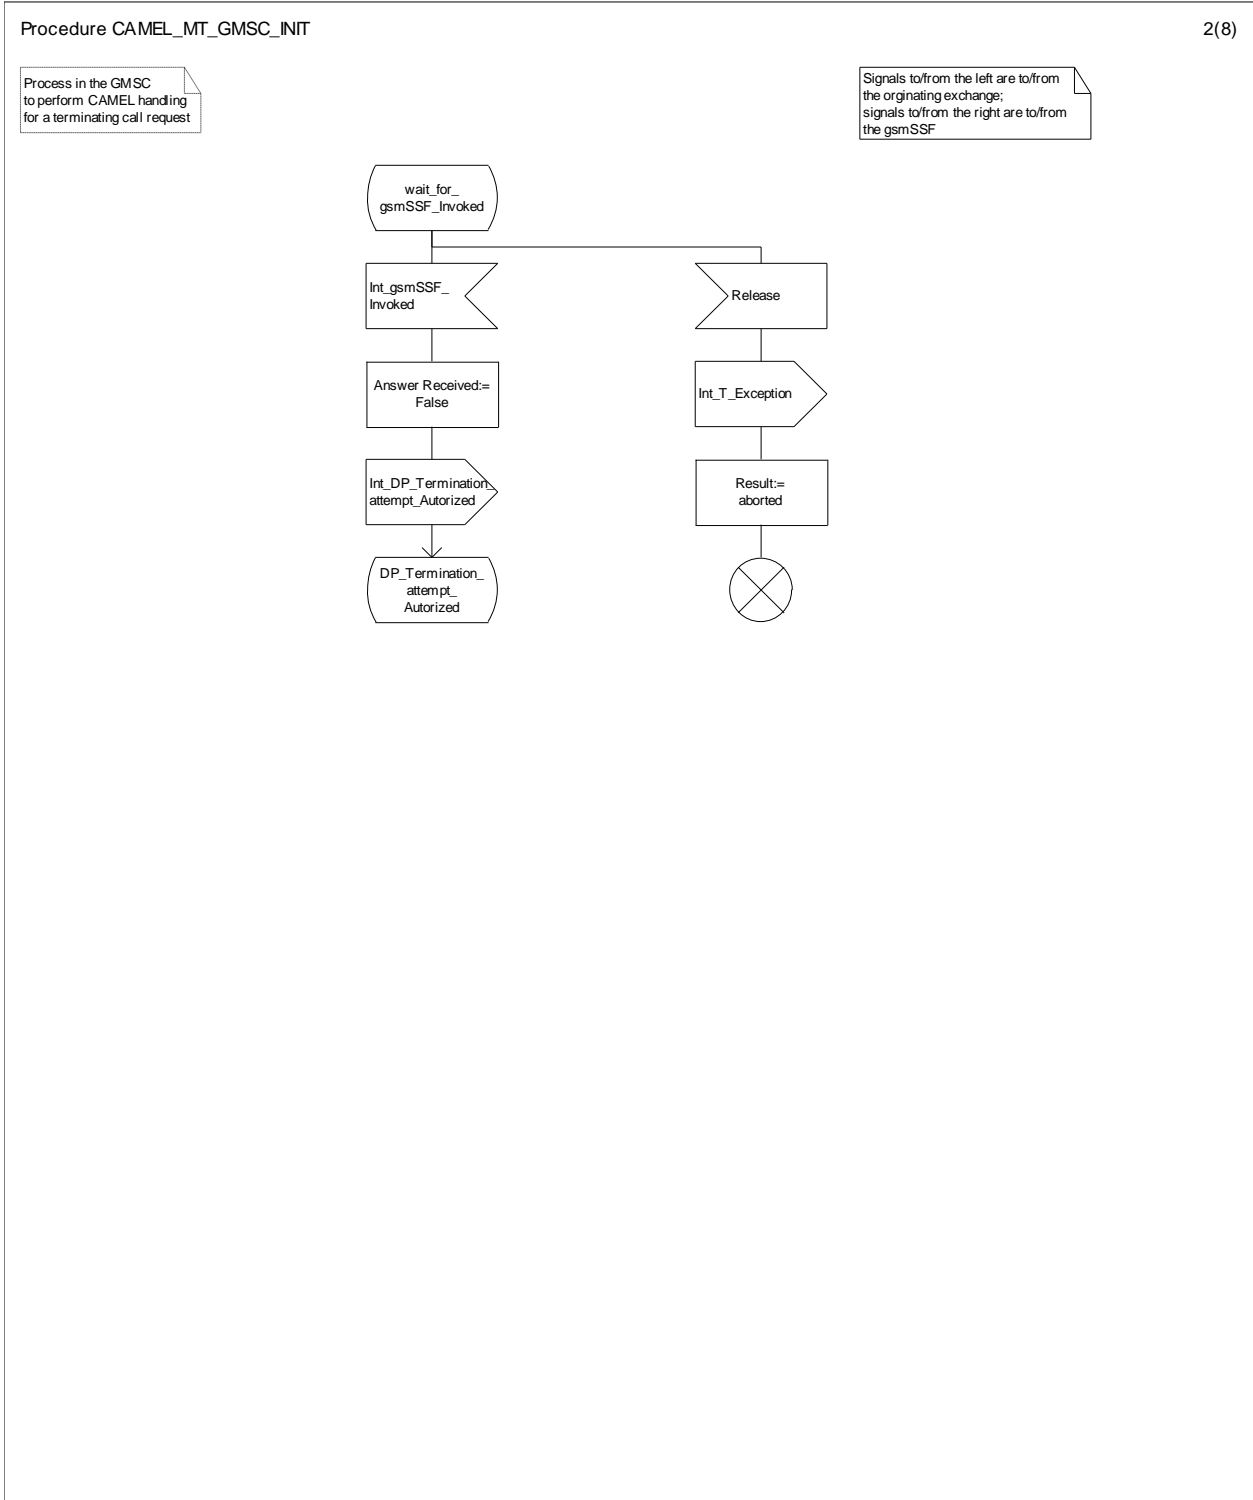 Procedure CAMEL_MT_GMSC_INIT
2(8)
Process in the GMSC
to perform CAMEL handling
for a terminating call request
Signals to/from the left are to/from
the orginating exchange;
signals to/from the right are to/from
the gsmSSF
wait_for_
gsmSSF_Invoked
Int_gsmSSF_
Invoked
Release
Answer Received:=
False
Int_T_Exception
Int_DP_Termination_
attempt_Autorized
Result:=
aborted
DP_Termination_
attempt_
Autorized